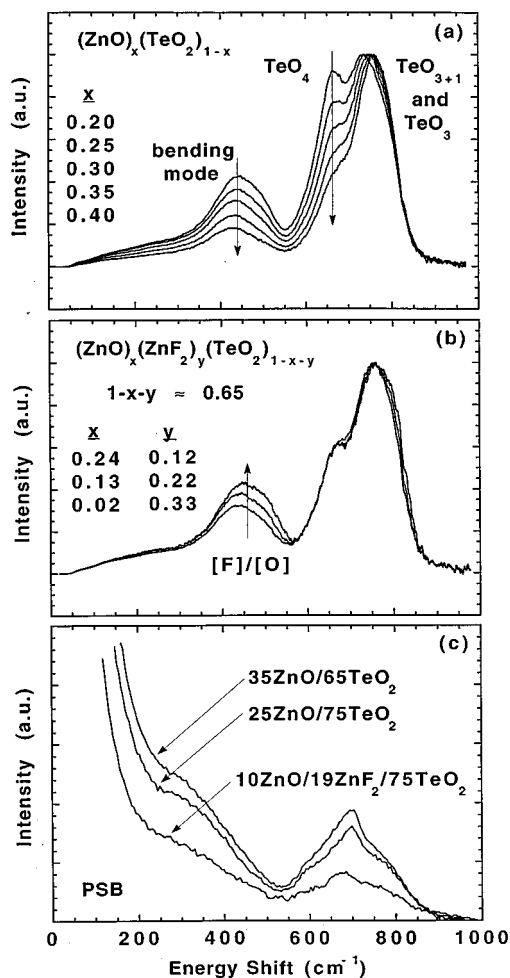 (ZnO)ₓ(TeO₂)₁₋ₓ
(a)
TeO₄
TeO₃₊₁
and
TeO₃
x
0.20
0.25
0.30
0.35
0.40
bending
mode
Intensity (a.u.)
(b)
(ZnO)ₓ(ZnF₂)ᵧ(TeO₂)₁₋ₓ₋ᵧ
1-x-y ≈ 0.65
x y
0.24 0.12
0.13 0.22
0.02 0.33
[F]/[O]
Intensity (a.u.)
(c)
35ZnO/65TeO₂
25ZnO/75TeO₂
10ZnO/19ZnF₂/75TeO₂
PSB
Intensity (a.u.)
0 200 400 600 800 1000
Energy Shift (cm⁻¹)